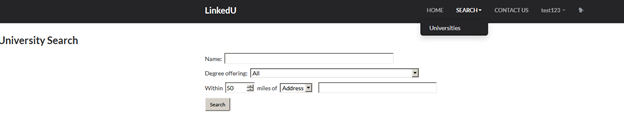 LinkedU HOME SEARCH CONTACT US test123
Universities
University Search
Name:
Degree offering: All
Within 50 miles of Address
Search